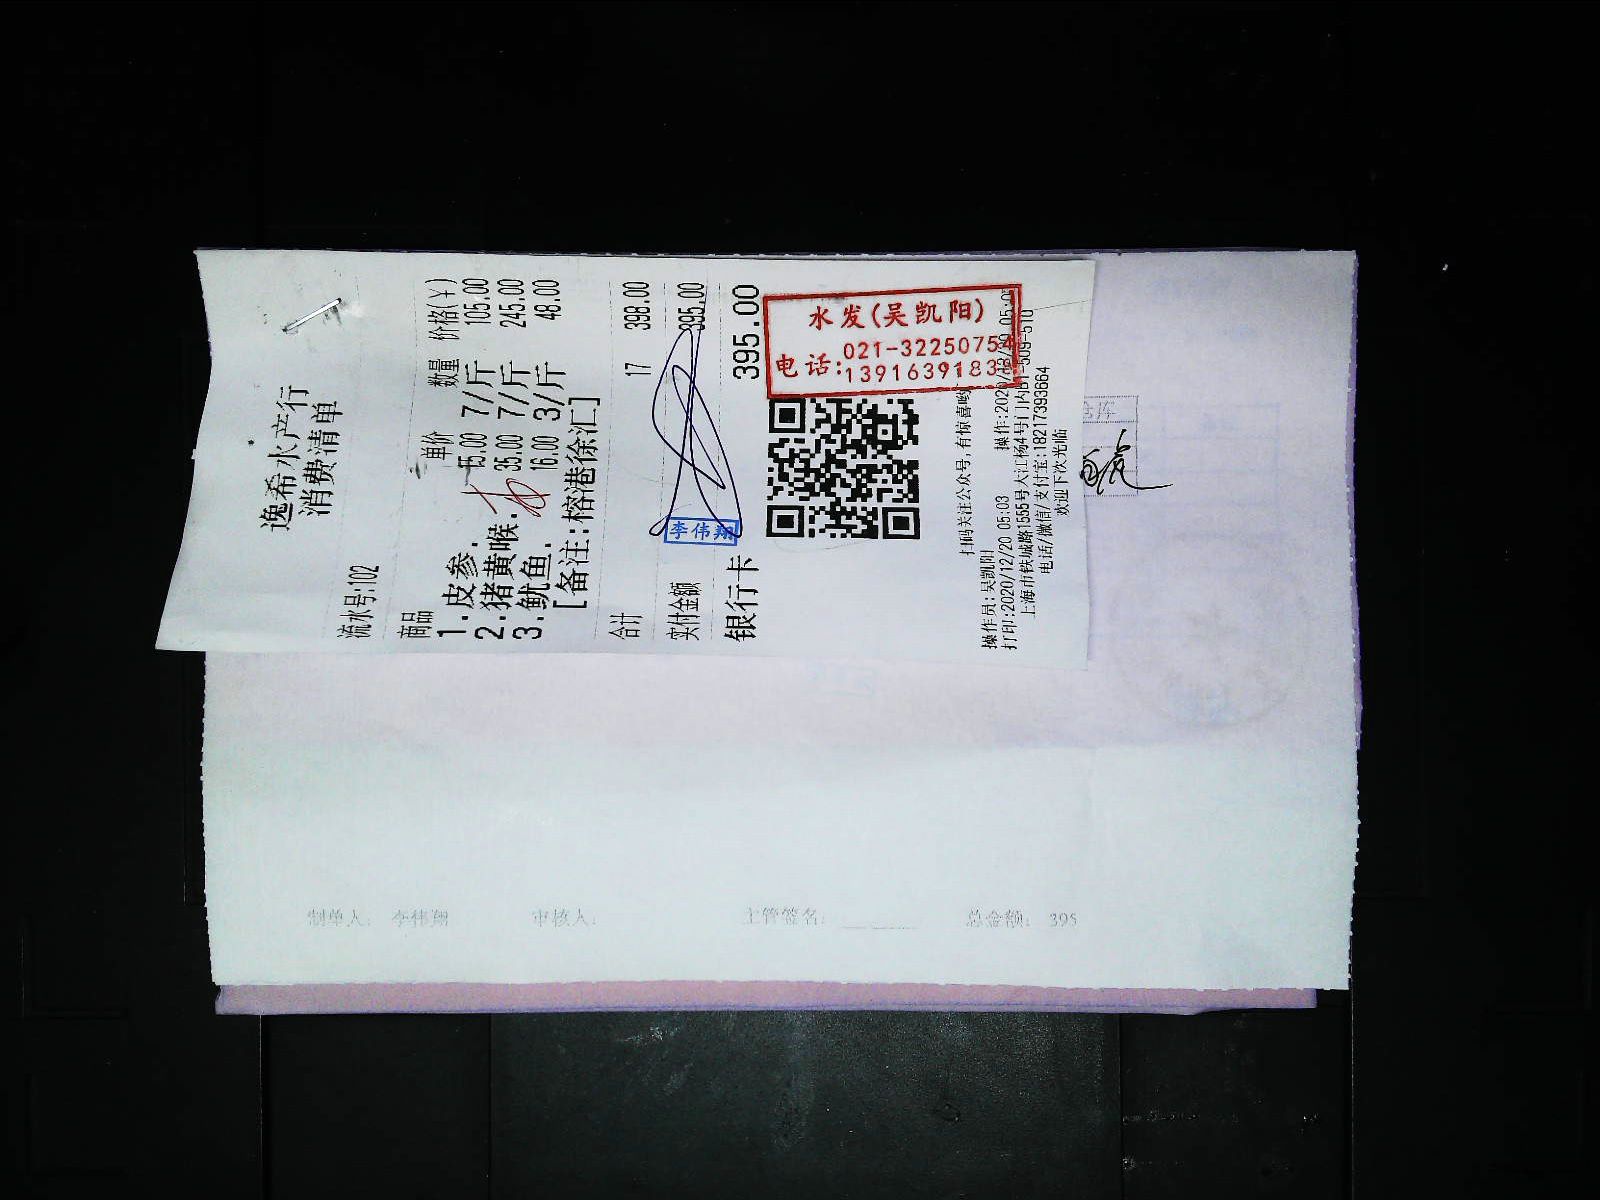 逸希水产行
消费清单
流水号:102
商品 单价 数量 价格(¥)
1.皮参. 15.00 7/斤 105.00
2.猪黄喉. 35.00 7/斤 245.00
3.鱿鱼. 16.00 3/斤 48.00
[备注:榕港徐汇]
合计 17 398.00
实付金额 395.00
李伟翔
银行卡 395.00
水发(吴凯阳)
电话:021-3225075
1391639183
扫码关注公众号,有惊喜哟
操作员:吴凯阳
打印:2020/12/20 05:03
上海市铁城路1555号大江杨4号门门内
电话/微信/支付宝:18217393664
欢迎下次光临
制单人: 李伟翔 审核人: 主管签名: 总金额: 395